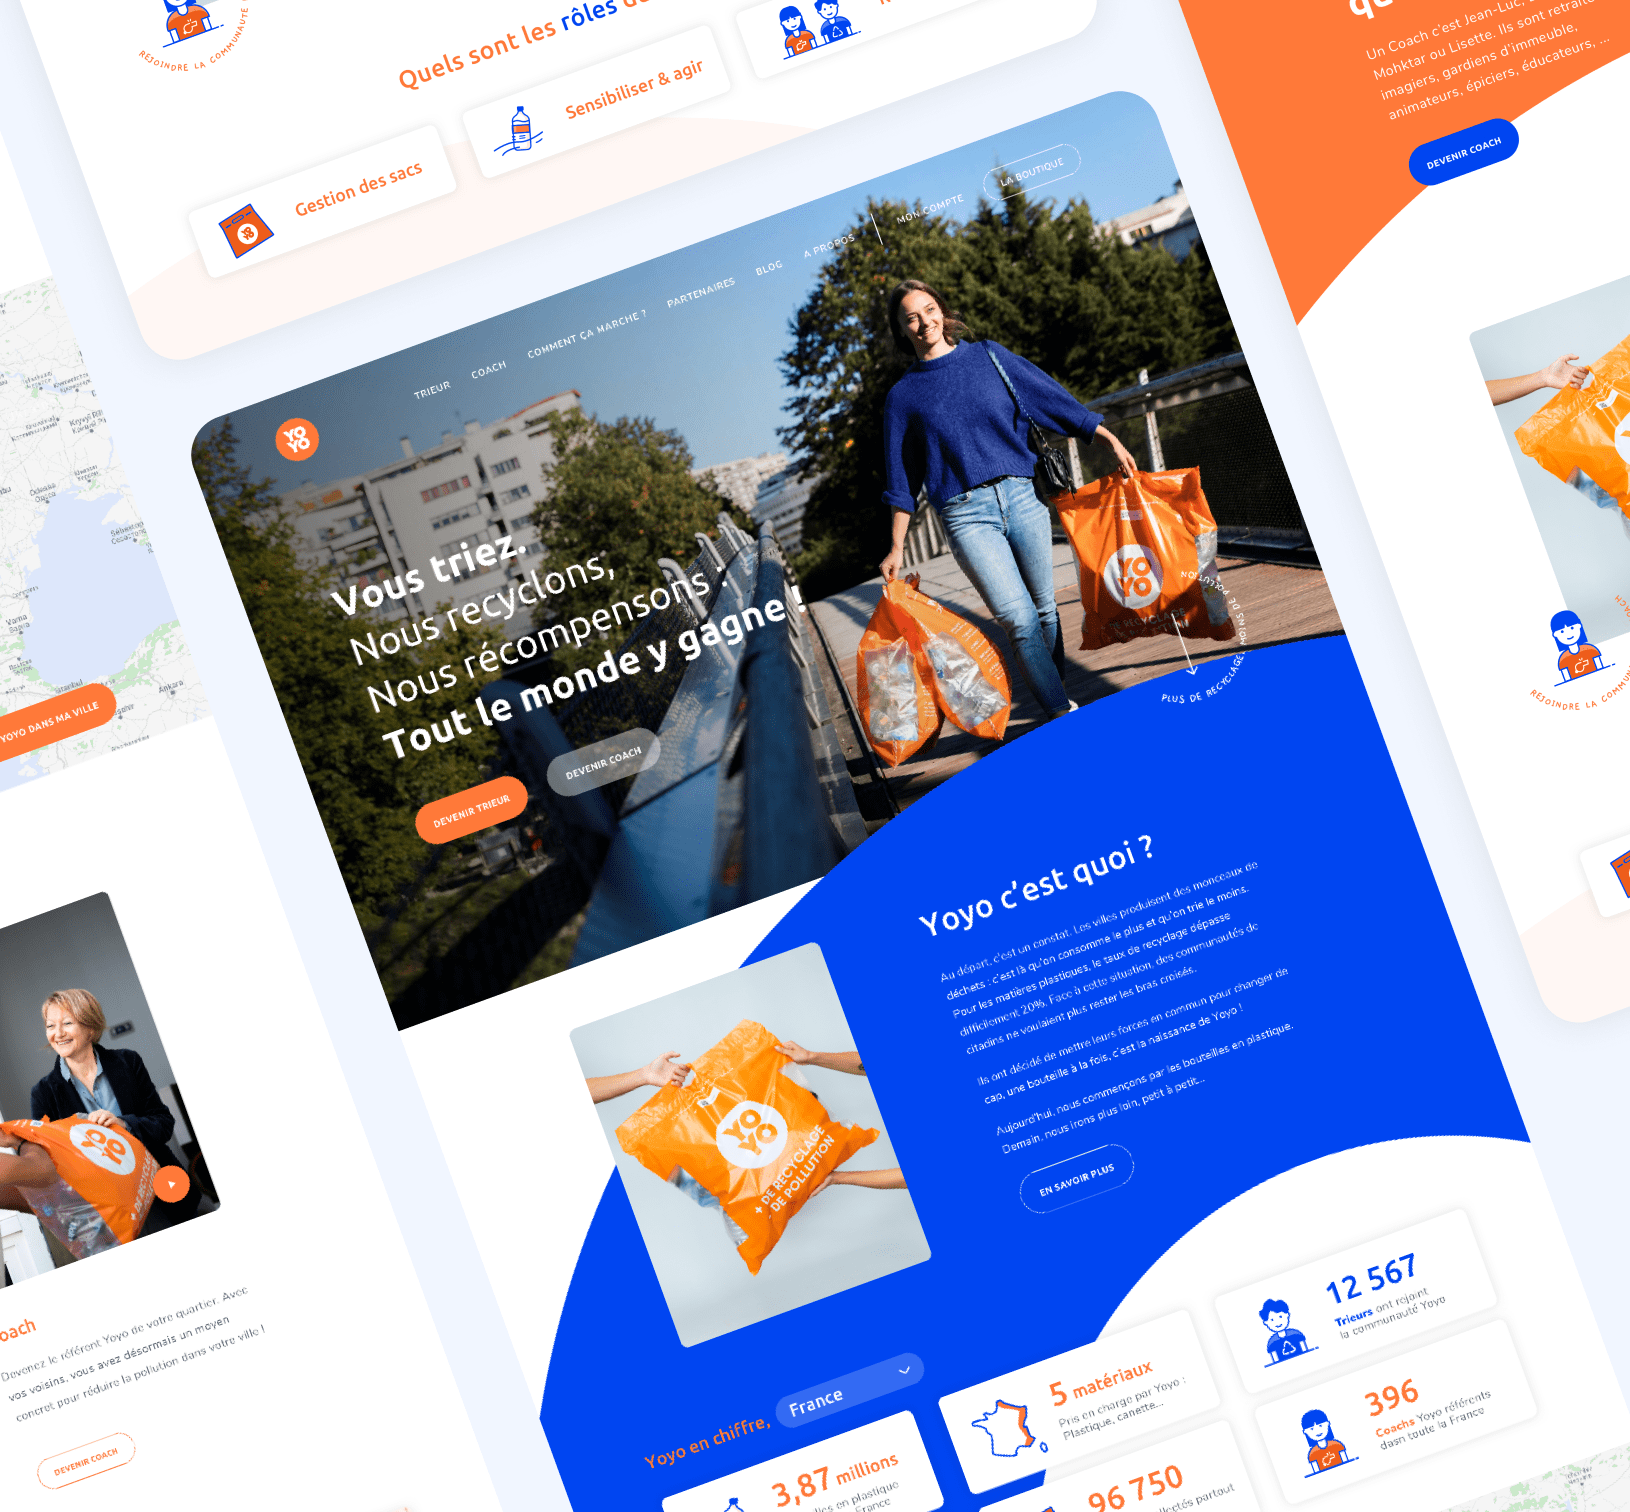 REJOINDRE LA COMMUNAUTÉ
Quels sont les rôles
Gestion des sacs
YO
YO
Sensibiliser & agir
Un Coach c'est Jean-Luc,
Mohktar ou Lisette. Ils sont retraités
imagiers, gardiens d'immeuble,
animateurs, épiciers, éducateurs, ...
DEVENIR COACH
YO
YO
TRIEUR
COACH
COMMENT ÇA MARCHE ?
PARTENAIRES
BLOG
A PROPOS
MON COMPTE
LA BOUTIQUE
Vous triez.
Nous recyclons,
Nous récompensons :
Tout le monde y gagne !
DEVENIR TRIEUR
DEVENIR COACH
YO
YO
PLUS DE RECYCLAGE, MOINS DE POLLUTION
Yoyo c'est quoi ?
Au départ, c'est un constat. Les villes produisent des monceaux de
déchets : c'est là qu'on consomme le plus et qu'on trie le moins.
Pour les matières plastiques, le taux de recyclage dépasse
difficilement 20%. Face à cette situation, des communautés de
citadins ne voulaient plus rester les bras croisés.
Ils ont décidé de mettre leurs forces en commun pour changer de
cap, une bouteille à la fois, c'est la naissance de Yoyo !
Aujourd'hui, nous commençons par les bouteilles en plastique.
Demain, nous irons plus loin, petit à petit...
EN SAVOIR PLUS
YO
YO
+ DE RECYCLAGE
- DE POLLUTION
Yoyo en chiffre,
France
3,87 millions
en plastique
France
5 matériaux
Pris en charge par Yoyo :
Plastique, canette...
96 750
partout
12 567
Trieurs ont rejoint
la communauté Yoyo
396
Coachs Yoyo référents
dasn toute la France
Odessa
Varna
Istanbul
Ankara
YOYO DANS MA VILLE
YO
YO
oach
Devenez le référent Yoyo de votre quartier. Avec
vos voisins, vous avez désormais un moyen
concret pour réduire la pollution dans votre ville !
DEVENIR COACH
REJOINDRE LA